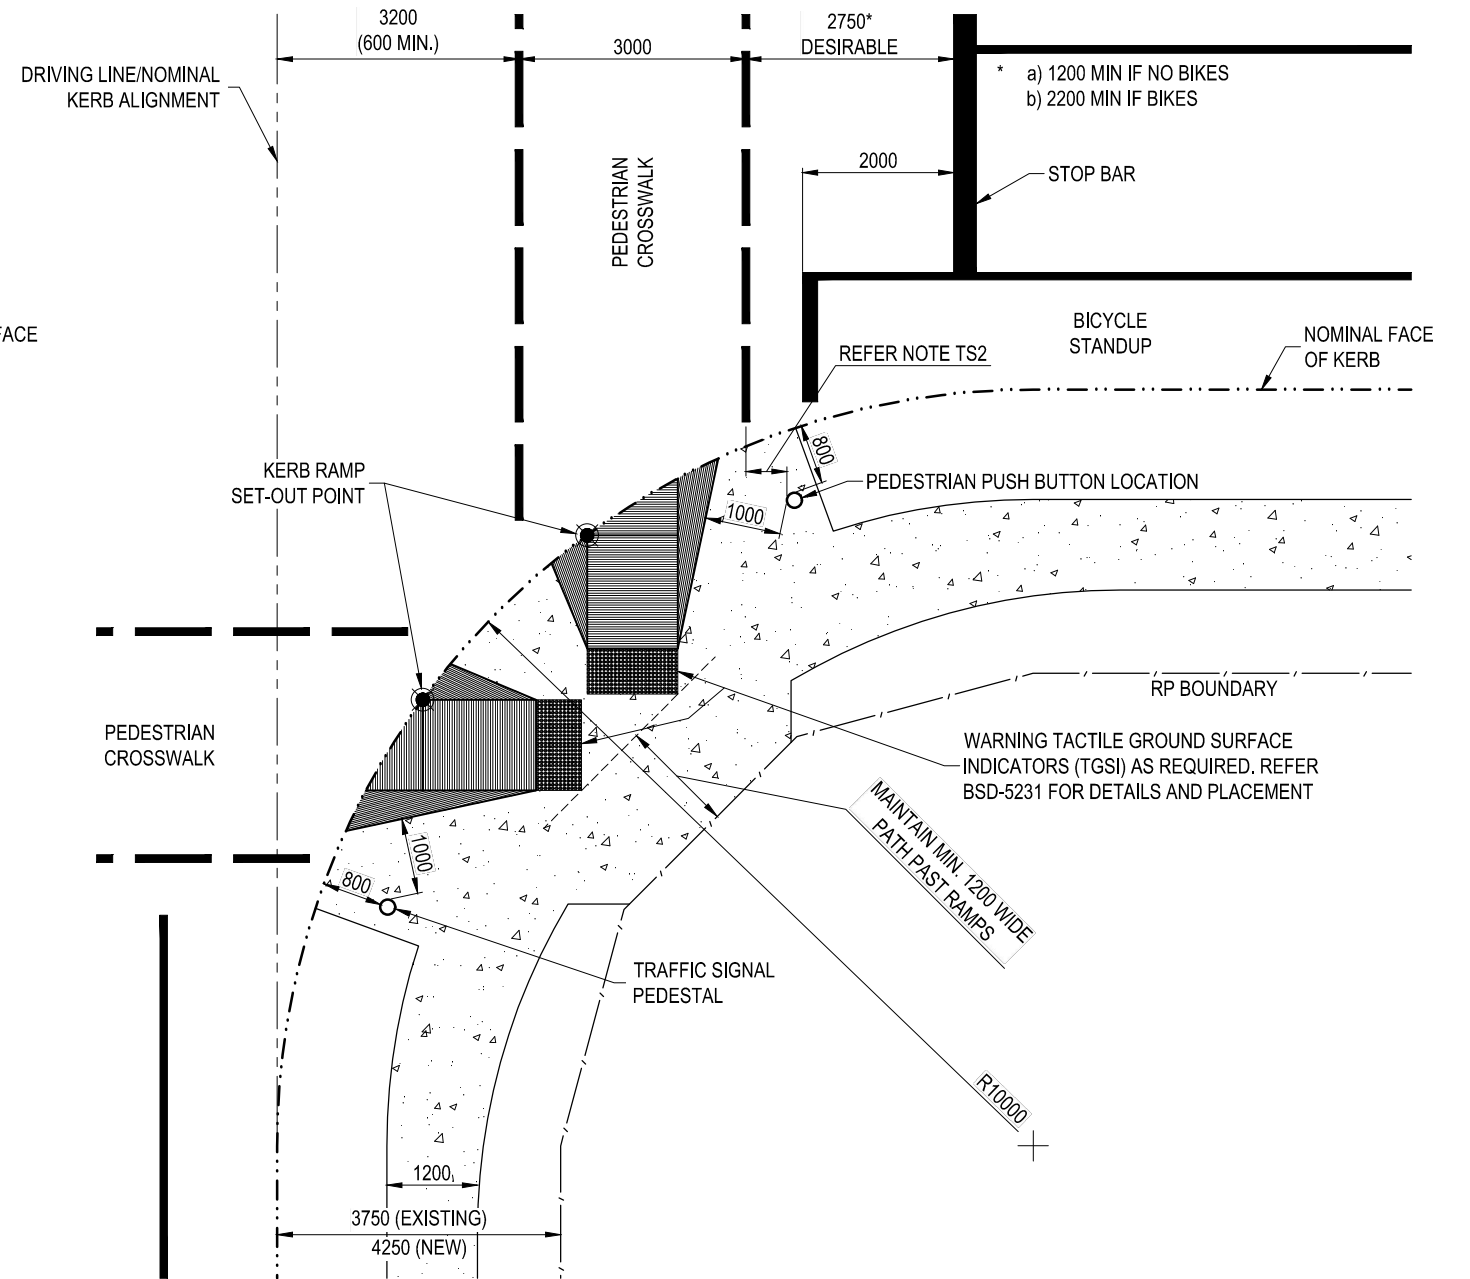 3200
(600 MIN.)
3000
2750*
DESIRABLE
* a) 1200 MIN IF NO BIKES
b) 2200 MIN IF BIKES
DRIVING LINE/NOMINAL
KERB ALIGNMENT
2000
STOP BAR
PEDESTRIAN
CROSSWALK
FACE
BICYCLE
STANDUP
NOMINAL FACE
OF KERB
REFER NOTE TS2
800
KERB RAMP
SET-OUT POINT
PEDESTRIAN PUSH BUTTON LOCATION
1000
RP BOUNDARY
PEDESTRIAN
CROSSWALK
WARNING TACTILE GROUND SURFACE
INDICATORS (TGSI) AS REQUIRED. REFER
BSD-5231 FOR DETAILS AND PLACEMENT
MAINTAIN MIN. 1200 WIDE
PATH PAST RAMPS
1000
800
TRAFFIC SIGNAL
PEDESTAL
R10000
1200
3750 (EXISTING)
4250 (NEW)